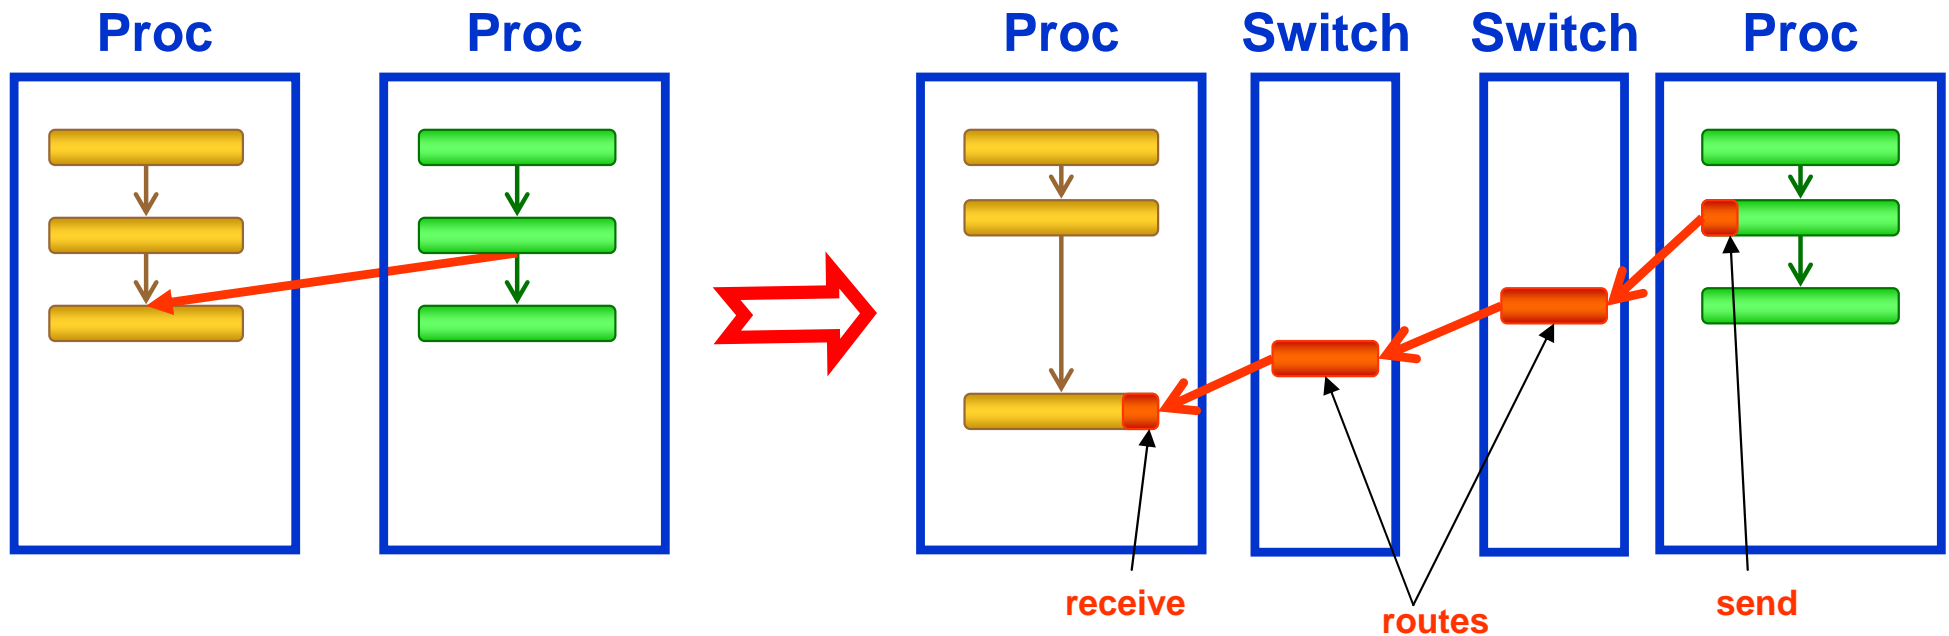 Proc
Proc
Proc
Switch
Switch
Proc
receive
routes
send